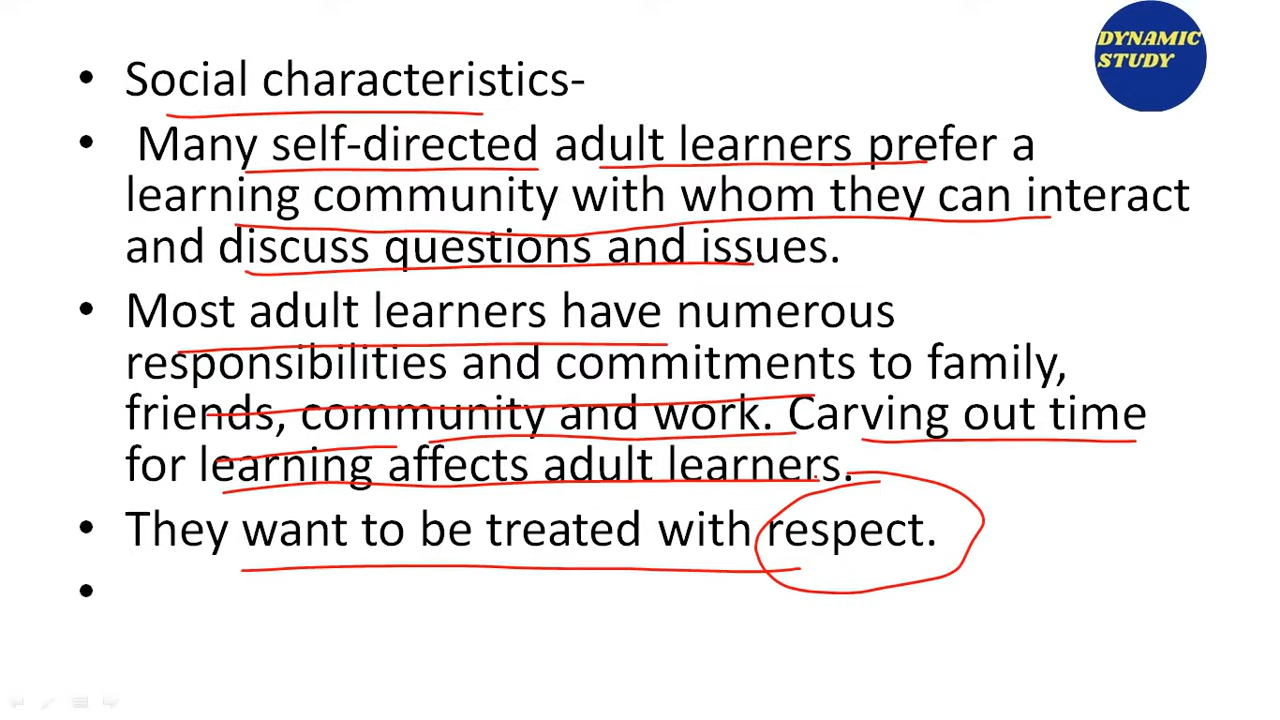 DYNAMIC
STUDY
• Social characteristics-
• Many self-directed adult learners prefer a
learning community with whom they can interact
and discuss questions and issues.
• Most adult learners have numerous
responsibilities and commitments to family,
friends, community and work. Carving out time
for learning affects adult learners.
• They want to be treated with respect.
•